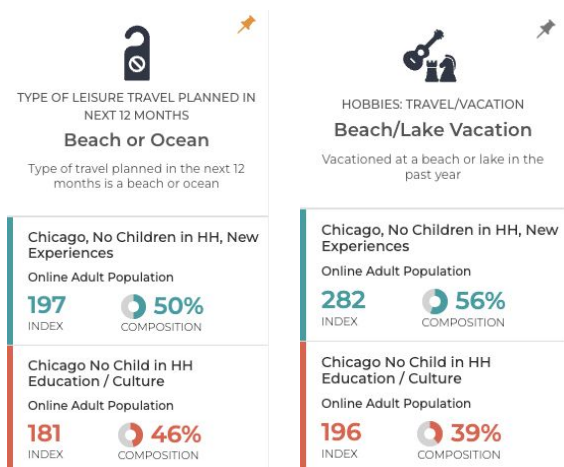 TYPE OF LEISURE TRAVEL PLANNED IN
NEXT 12 MONTHS
Beach or Ocean
Type of travel planned in the next 12
months is a beach or ocean
Chicago, No Children in HH, New
Experiences
Online Adult Population
197
50%
INDEX
COMPOSITION
Chicago No Child in HH
Education / Culture
Online Adult Population
181
46%
INDEX
COMPOSITION
HOBBIES: TRAVEL/VACATION
Beach/Lake Vacation
Vacationed at a beach or lake in the
past year
Chicago, No Children in HH, New
Experiences
Online Adult Population
282
56%
INDEX
COMPOSITION
Chicago No Child in HH
Education / Culture
Online Adult Population
196
39%
INDEX
COMPOSITION